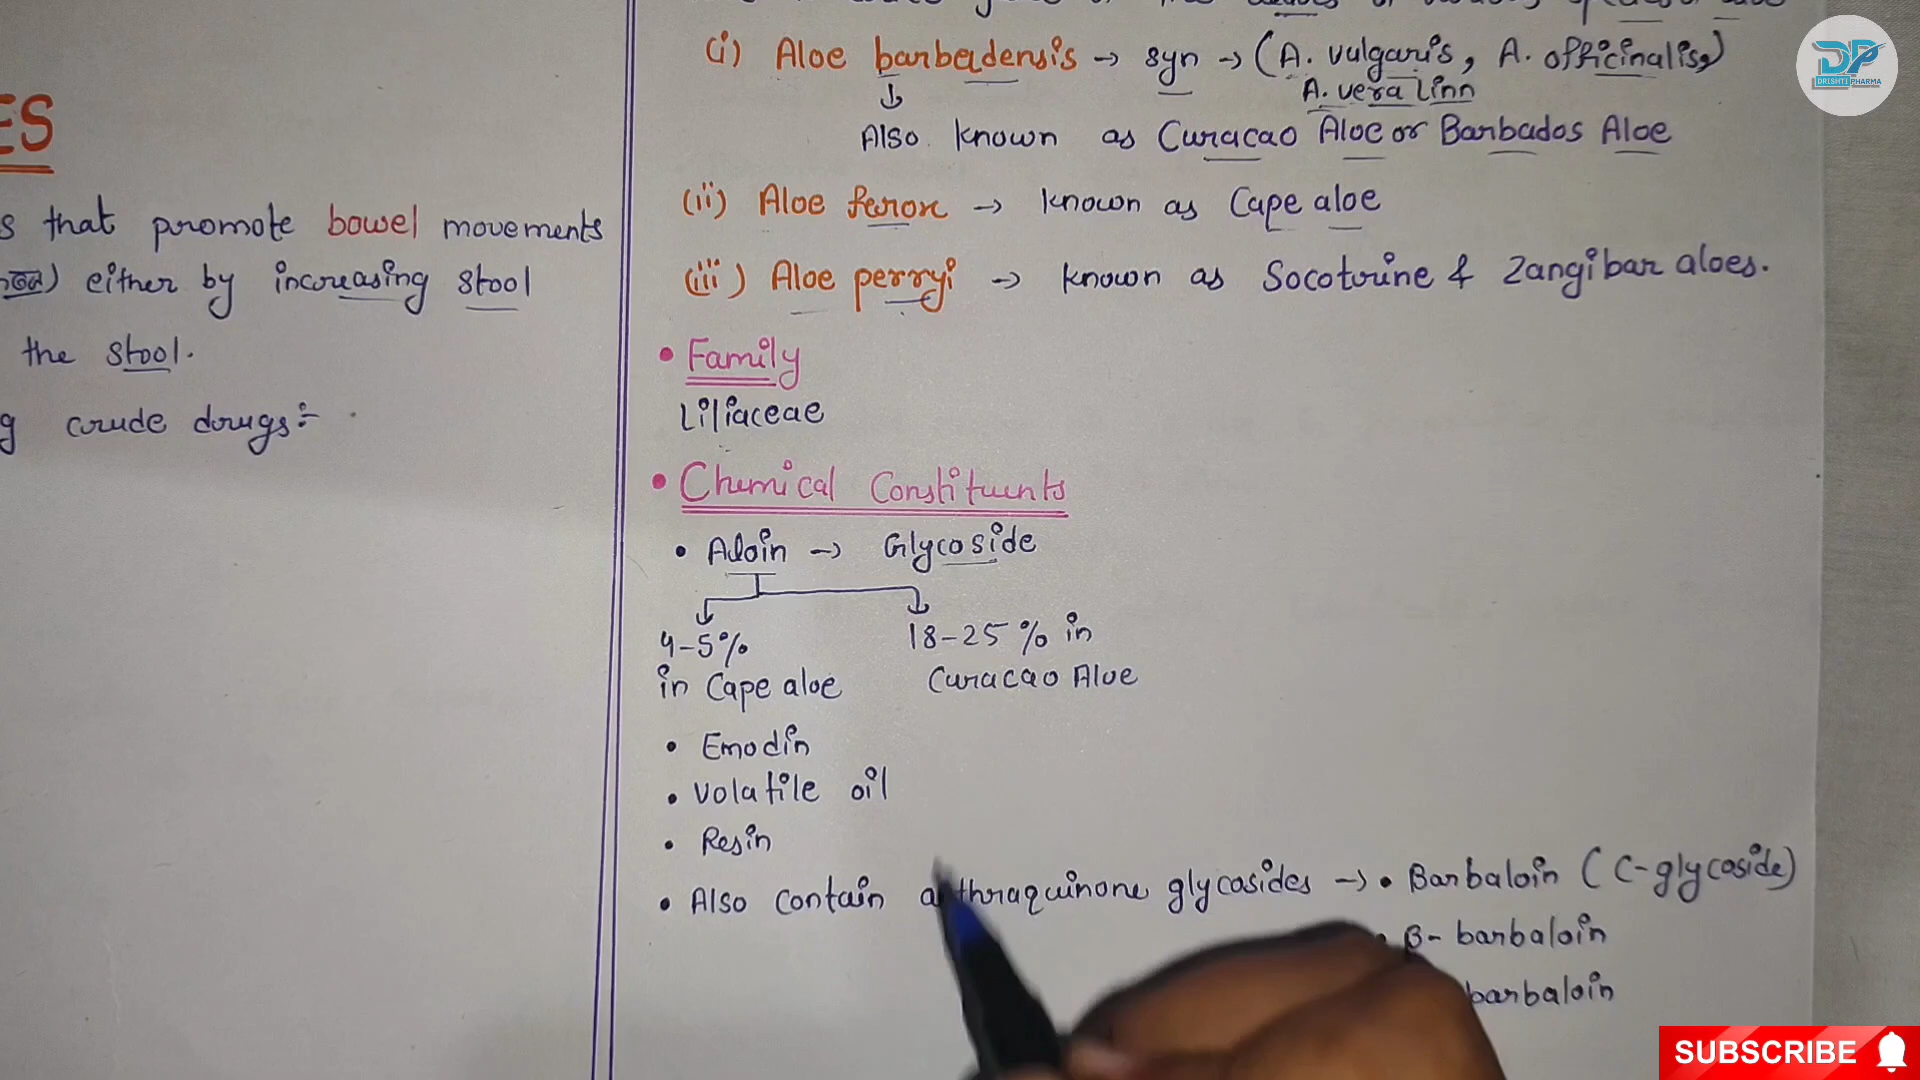 ES
s that promote bowel movements
either by increasing stool
the stool.
g crude drugs:-
(i) Aloe barbadensis → syn → (A. vulgaris, A. officinalis,)
A. vera linn
Also known as Curacao Aloe or Barbados Aloe
(ii) Aloe ferox → known as Cape aloe
(iii) Aloe perryi → known as Socotrine & Zangibar aloes.
• Family
Liliaceae
• Chemical Constituents
• Aloin → Glycoside
4-5%
in Cape aloe
18-25% in
Curacao Aloe
• Emodin
• Volatile oil
• Resin
• Also contain anthraquinone glycosides → • Barbaloin (C-glycoside)
• β- barbaloin
barbaloin
DP
DRISHTI PHARMA
SUBSCRIBE